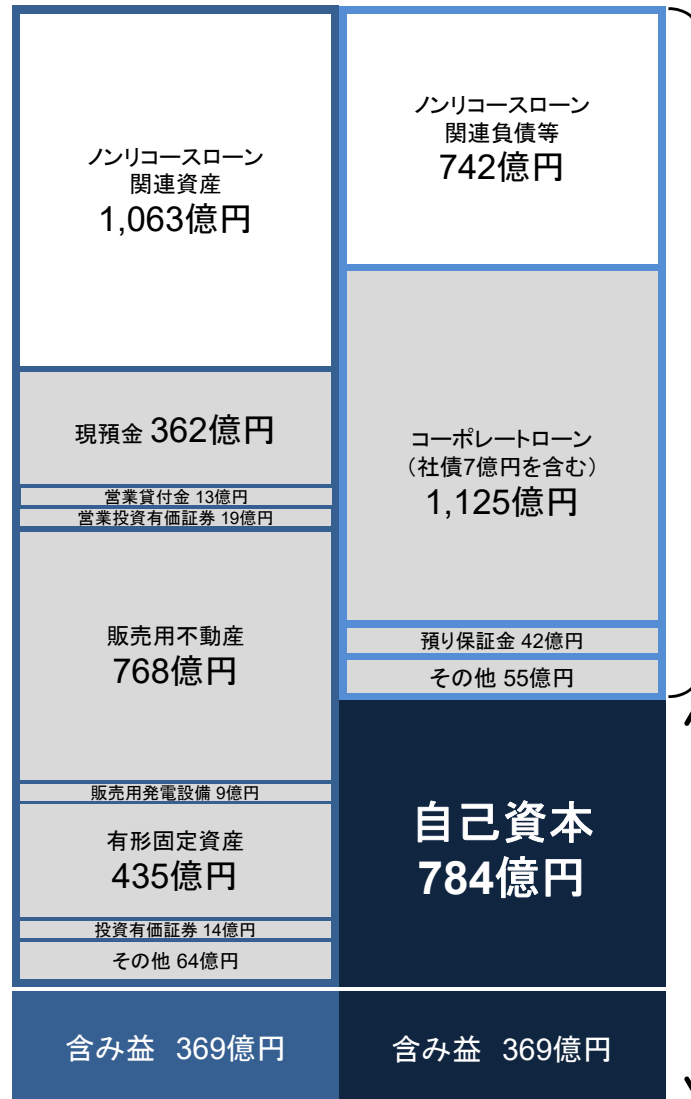 ノンリコースローン
関連資産
1,063億円
現預金 362億円
営業貸付金 13億円
営業投資有価証券 19億円
販売用不動産
768億円
販売用発電設備 9億円
有形固定資産
435億円
投資有価証券 14億円
その他 64億円
含み益 369億円
ノンリコースローン
関連負債等
742億円
コーポレートローン
（社債7億円を含む）
1,125億円
預り保証金 42億円
その他 55億円
自己資本
784億円
含み益 369億円